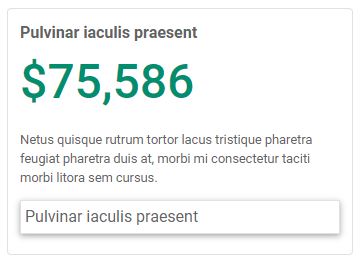 Pulvinar iaculis praesent
$75,586
Netus quisque rutrum tortor lacus tristique pharetra
feugiat pharetra duis at, morbi mi consectetur taciti
morbi litora sem cursus.
Pulvinar iaculis praesent